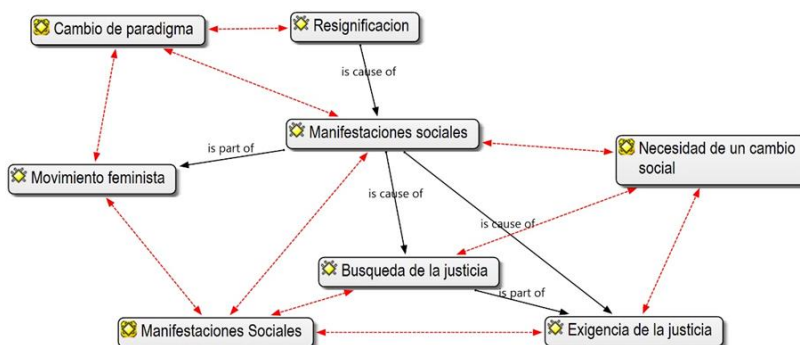 Cambio de paradigma
Resignificacion
is cause of
Manifestaciones sociales
is part of
Necesidad de un cambio
social
Movimiento feminista
is cause of
is cause of
Busqueda de la justicia
is part of
Manifestaciones Sociales
Exigencia de la justicia